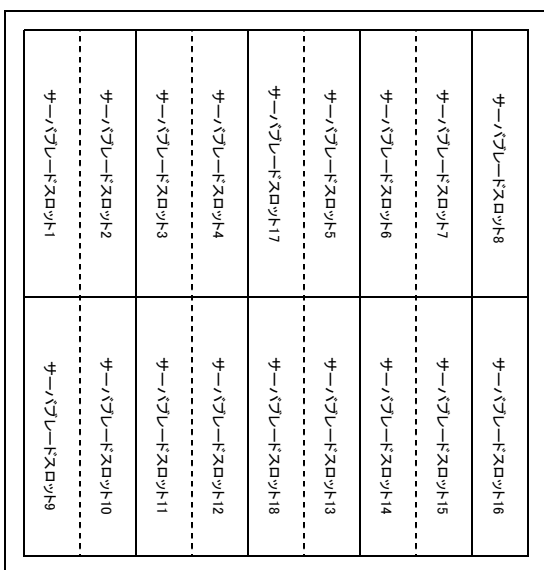 サーバブレードスロット1
サーバブレードスロット2
サーバブレードスロット3
サーバブレードスロット4
サーバブレードスロット17
サーバブレードスロット5
サーバブレードスロット6
サーバブレードスロット7
サーバブレードスロット8
サーバブレードスロット9
サーバブレードスロット10
サーバブレードスロット11
サーバブレードスロット12
サーバブレードスロット18
サーバブレードスロット13
サーバブレードスロット14
サーバブレードスロット15
サーバブレードスロット16